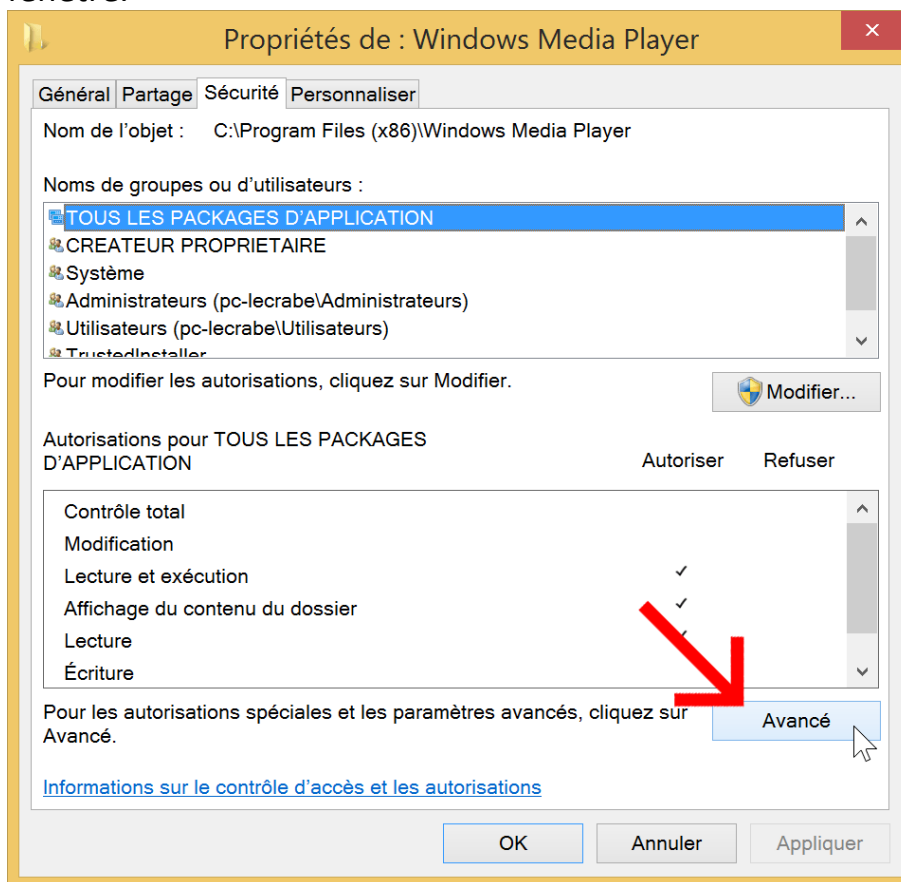 Propriétés de : Windows Media Player
Général Partage Sécurité Personnaliser
Nom de l'objet : C:\Program Files (x86)\Windows Media Player
Noms de groupes ou d'utilisateurs :
TOUS LES PACKAGES D'APPLICATION
CREATEUR PROPRIETAIRE
Système
Administrateurs (pc-lecrabe\Administrateurs)
Utilisateurs (pc-lecrabe\Utilisateurs)
TrustedInstaller
Pour modifier les autorisations, cliquez sur Modifier.
Modifier...
Autorisations pour TOUS LES PACKAGES
D'APPLICATION
Autoriser Refuser
Contrôle total
Modification
Lecture et exécution
Affichage du contenu du dossier
Lecture
Écriture
Pour les autorisations spéciales et les paramètres avancés, cliquez sur
Avancé.
Avancé
Informations sur le contrôle d'accès et les autorisations
OK Annuler Appliquer